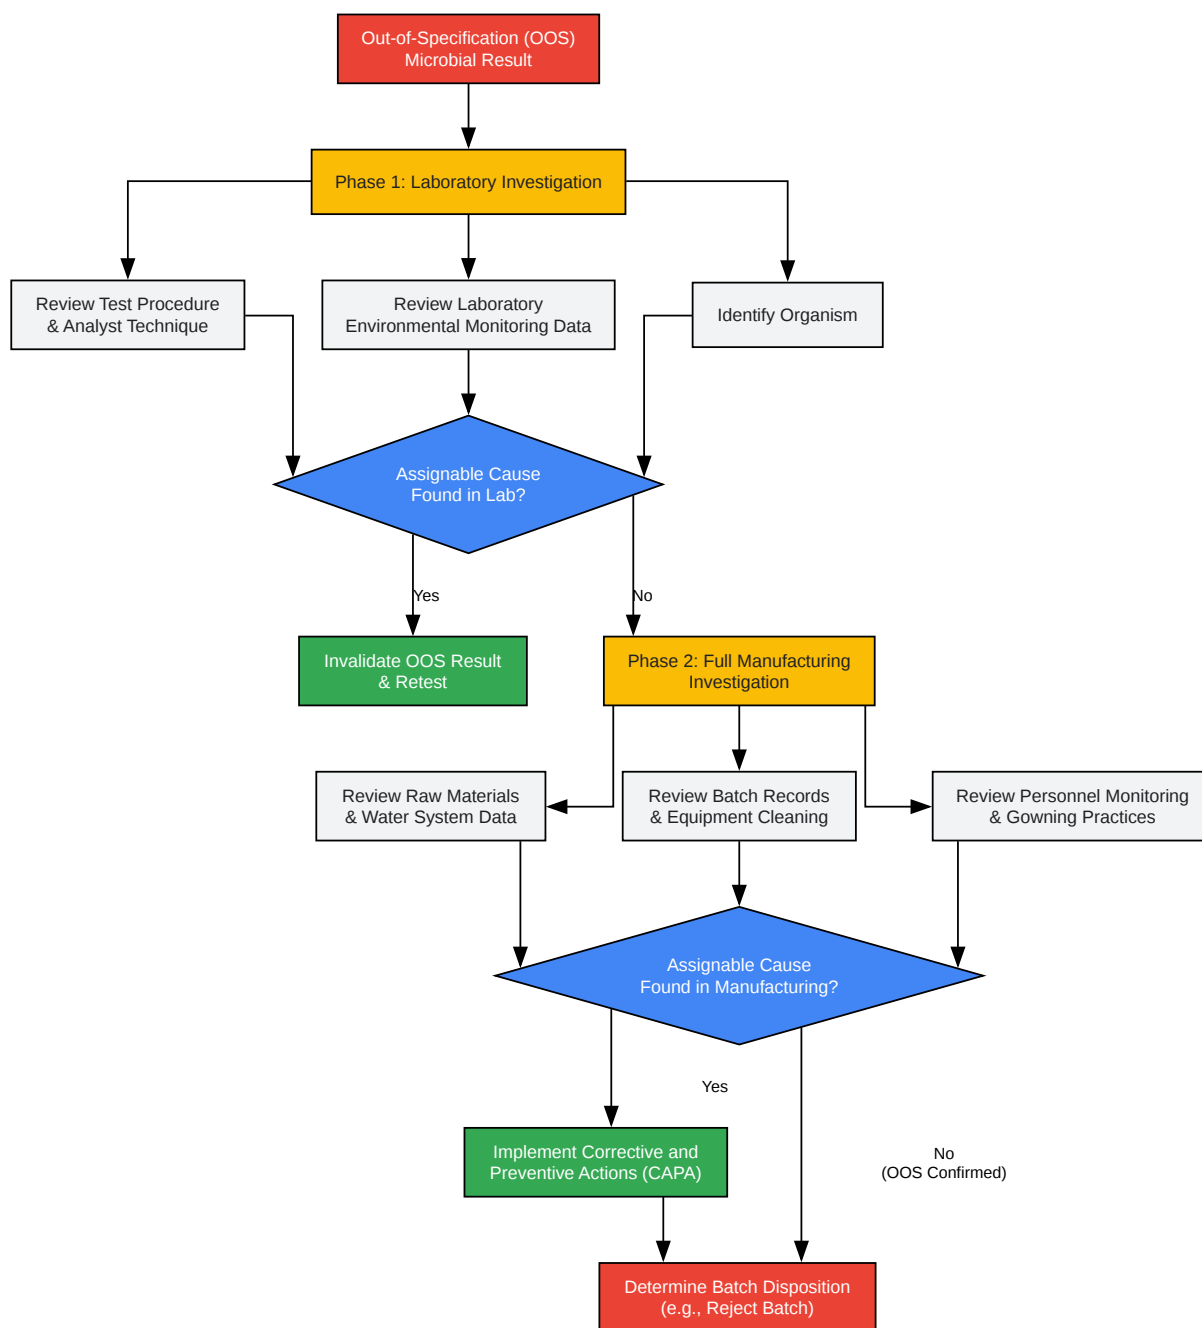 Out-of-Specification (OOS)
Microbial Result
Phase 1: Laboratory Investigation
Review Test Procedure
& Analyst Technique
Review Laboratory
Environmental Monitoring Data
Identify Organism
Assignable Cause
Found in Lab?
Yes
No
Invalidate OOS Result
& Retest
Phase 2: Full Manufacturing
Investigation
Review Raw Materials
& Water System Data
Review Batch Records
& Equipment Cleaning
Review Personnel Monitoring
& Gowning Practices
Assignable Cause
Found in Manufacturing?
Yes
Implement Corrective and
Preventive Actions (CAPA)
No
(OOS Confirmed)
Determine Batch Disposition
(e.g., Reject Batch)